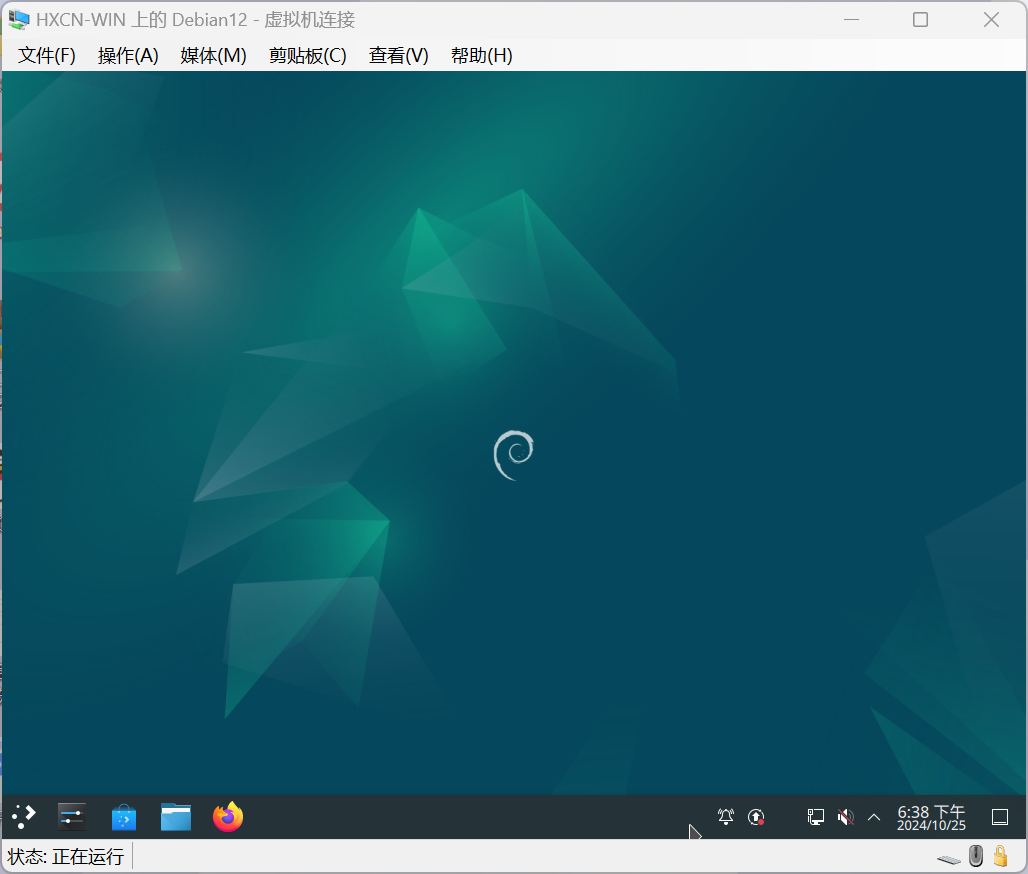 HXCN-WIN 上的 Debian12 - 虚拟机连接
文件(F) 操作(A) 媒体(M) 剪贴板(C) 查看(V) 帮助(H)
6:38 下午
2024/10/25
状态: 正在运行